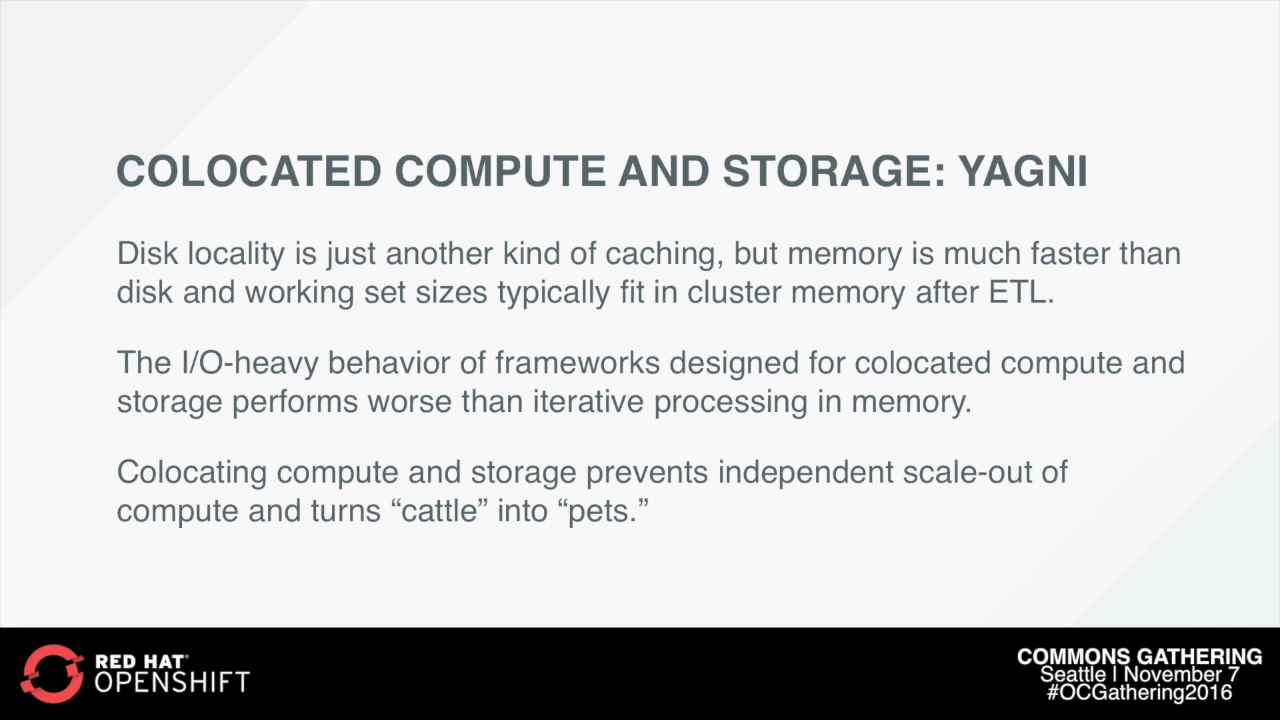 COLOCATED COMPUTE AND STORAGE: YAGNI
Disk locality is just another kind of caching, but memory is much faster than
disk and working set sizes typically fit in cluster memory after ETL.
The I/O-heavy behavior of frameworks designed for colocated compute and
storage performs worse than iterative processing in memory.
Colocating compute and storage prevents independent scale-out of
compute and turns “cattle” into “pets.”
RED HAT®
OPENSHIFT
COMMONS GATHERING
Seattle | November 7
#OCGathering2016